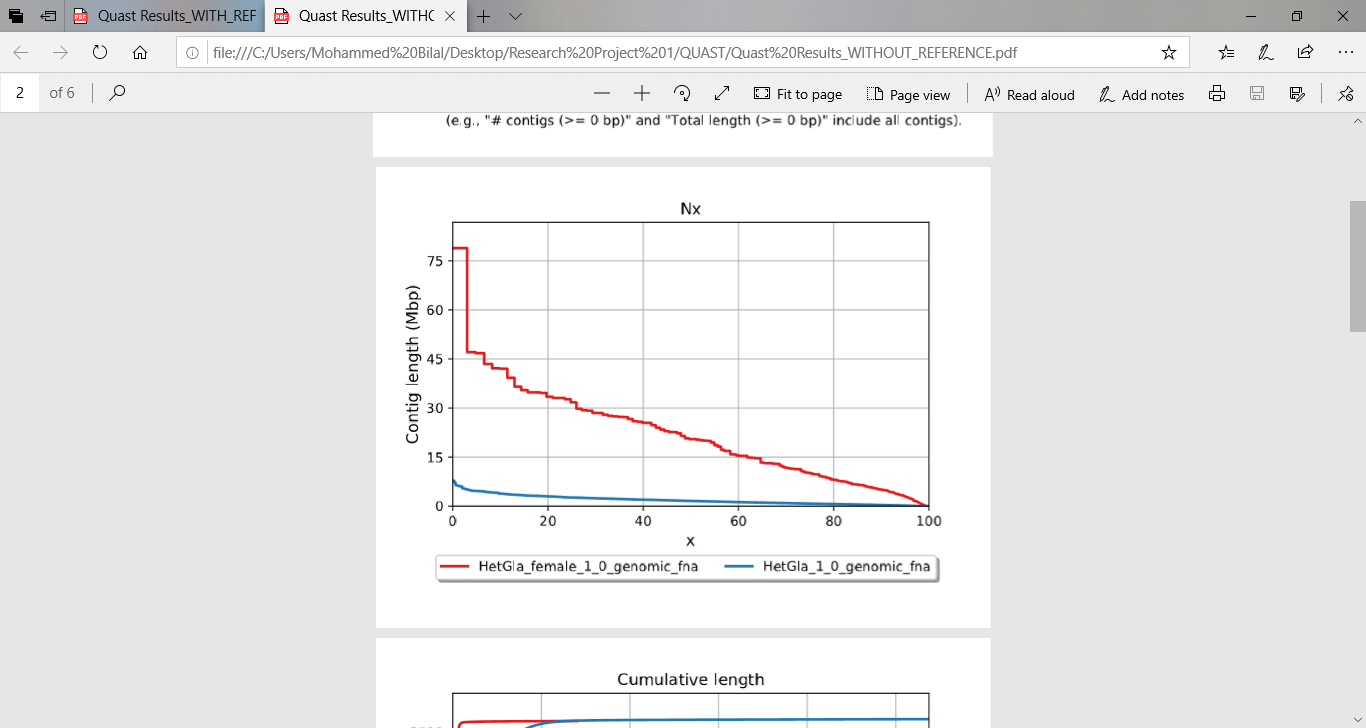 Quast Results_WITH_REF
Quast Results_WITHC
file:///C:/Users/Mohammed%20Bilal/Desktop/Research%20Project%201/QUAST/Quast%20Results_WITHOUT_REFERENCE.pdf
2 of 6
Fit to page
Page view
Read aloud
Add notes
(e.g., "# contigs (>= 0 bp)" and "Total length (>= 0 bp)" include all contigs).
Nx
Contig length (Mbp)
75
60
45
30
15
0
0 20 40 60 80 100
x
HetGla_female_1_0_genomic_fna
HetGla_1_0_genomic_fna
Cumulative length